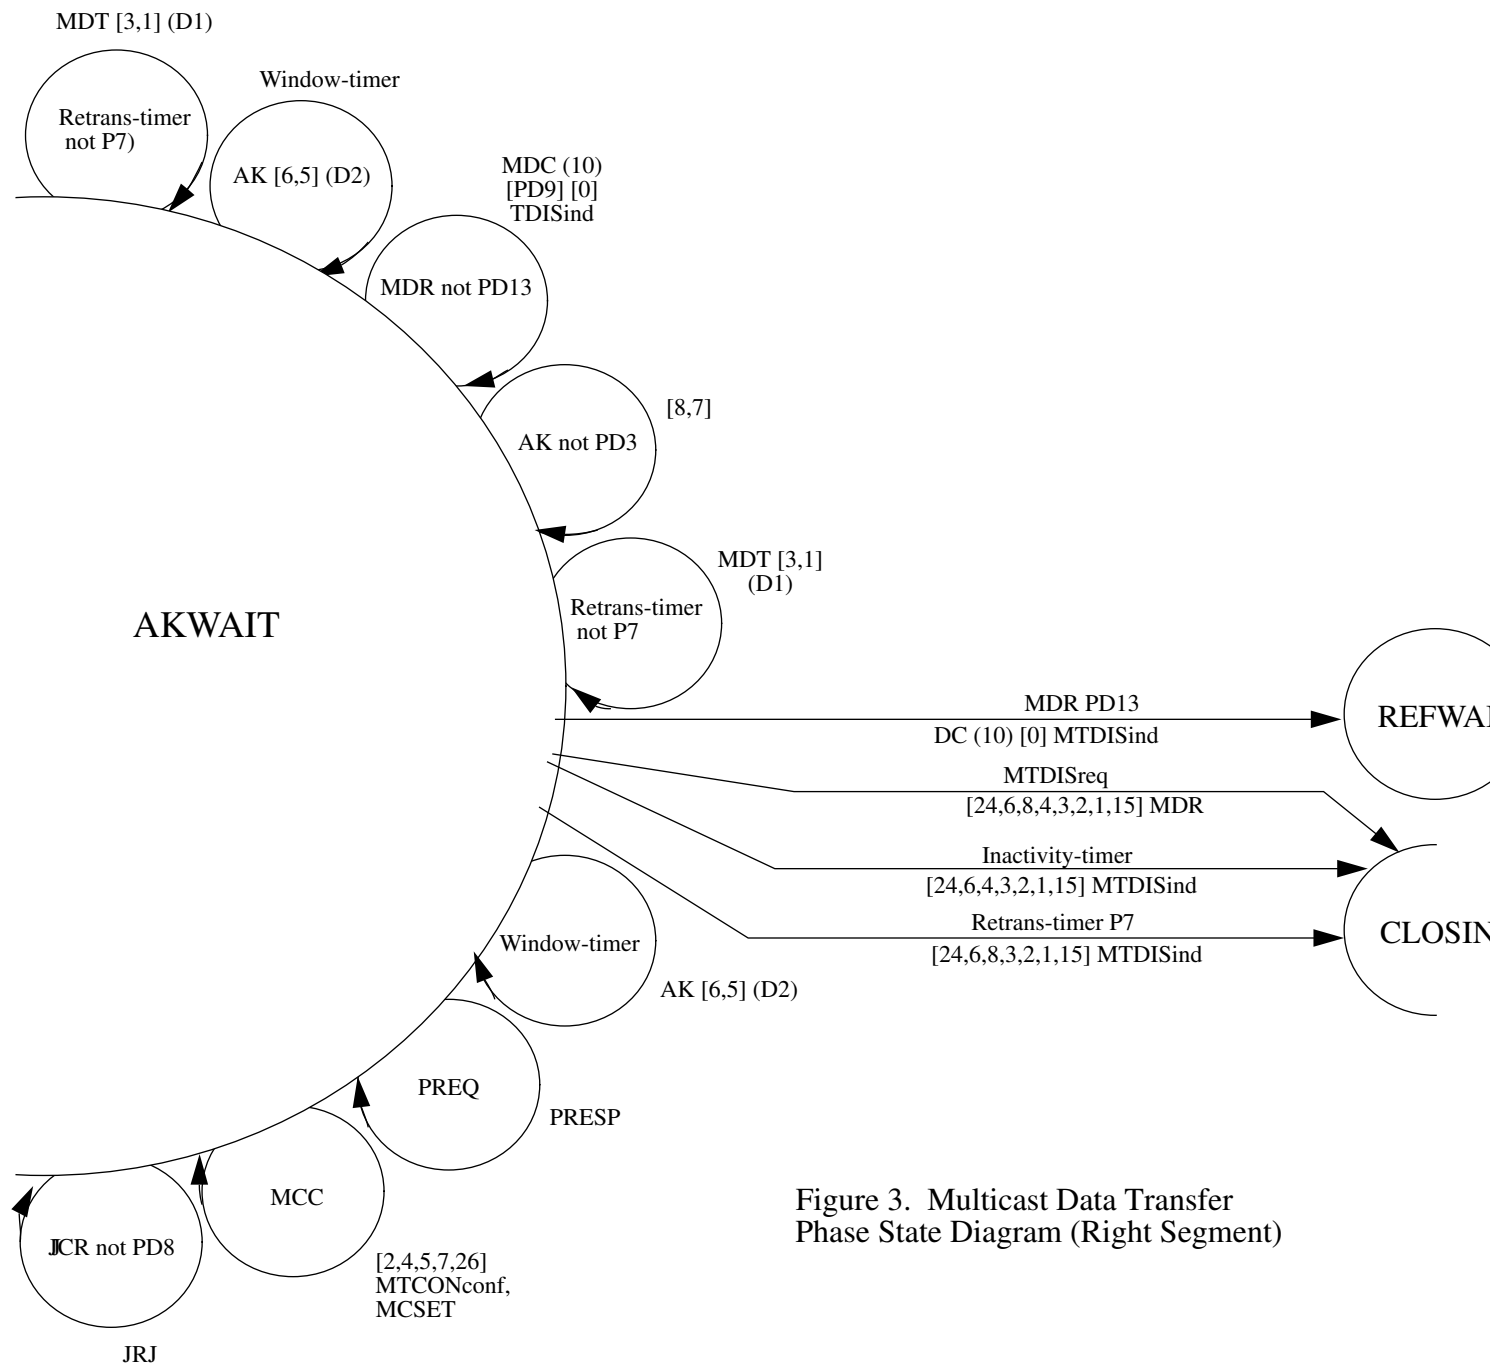 MDT [3,1] (D1)
Retrans-timer
not P7)
Window-timer
AK [6,5] (D2)
MDC (10)
[PD9] [0]
TDISind
MDR not PD13
[8,7]
AK not PD3
MDT [3,1]
(D1)
Retrans-timer
not P7
AKWAIT
MDR PD13
DC (10) [0] MTDISind
REFWAI
MTDISreq
[24,6,8,4,3,2,1,15] MDR
Inactivity-timer
[24,6,4,3,2,1,15] MTDISind
Retrans-timer P7
[24,6,8,3,2,1,15] MTDISind
CLOSIN
Window-timer
AK [6,5] (D2)
PREQ
PRESP
MCC
[2,4,5,7,26]
MTCONconf,
MCSET
JCR not PD8
JRJ
Figure 3.  Multicast Data Transfer
Phase State Diagram (Right Segment)